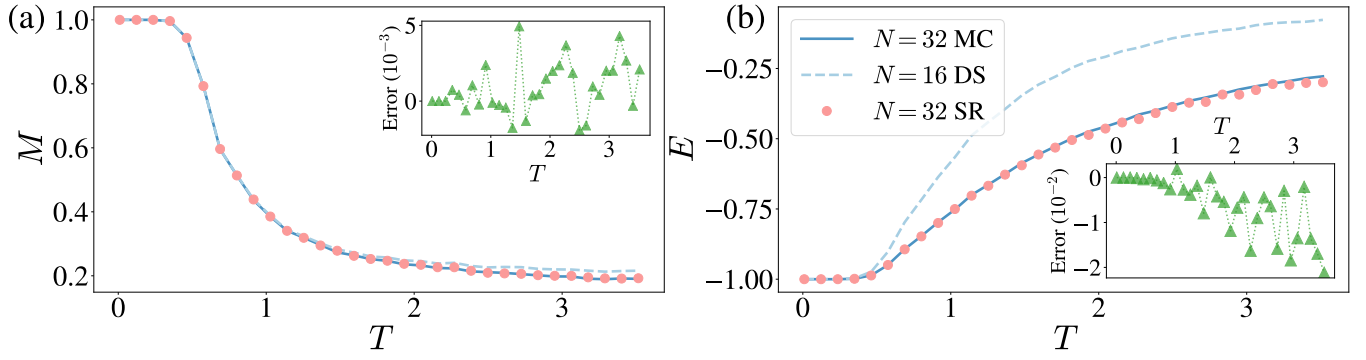 (a)
1.0
0.8
0.6
0.4
0.2
M
0
1
2
3
T
5
0
Error (10⁻³)
0
1
2
3
T
(b)
−0.25
−0.50
−0.75
−1.00
E
N = 32 MC
N = 16 DS
N = 32 SR
T
0
1
2
3
0
−1
−2
Error (10⁻²)
0
1
2
3
T